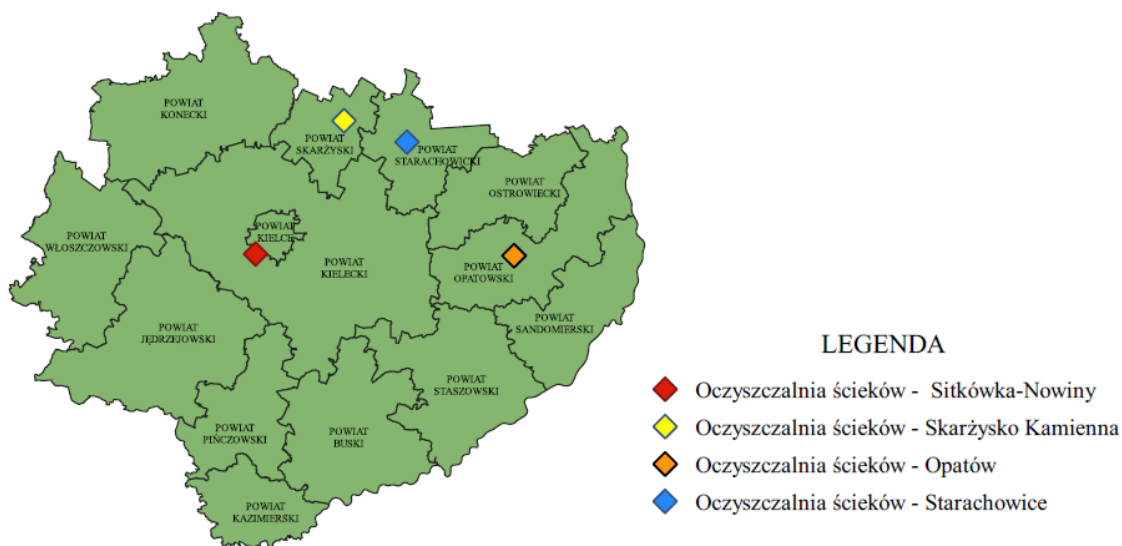 POWIAT
KONECKI
POWIAT
SKARŻYSKI
POWIAT
STARACHOWICKI
POWIAT
OSTROWIECKI
POWIAT
WŁOSZCZOWSKI
POWIAT
KIELCE
POWIAT
KIELECKI
POWIAT
OPATOWSKI
POWIAT
SANDOMIERSKI
POWIAT
JĘDRZEJOWSKI
POWIAT
STASZOWSKI
POWIAT
PIŃCZOWSKI
POWIAT
BUSKI
POWIAT
KAZIMIERSKI
LEGENDA
Oczyszczalnia ścieków - Sitkówka-Nowiny
Oczyszczalnia ścieków - Skarżysko Kamienna
Oczyszczalnia ścieków - Opatów
Oczyszczalnia ścieków - Starachowice